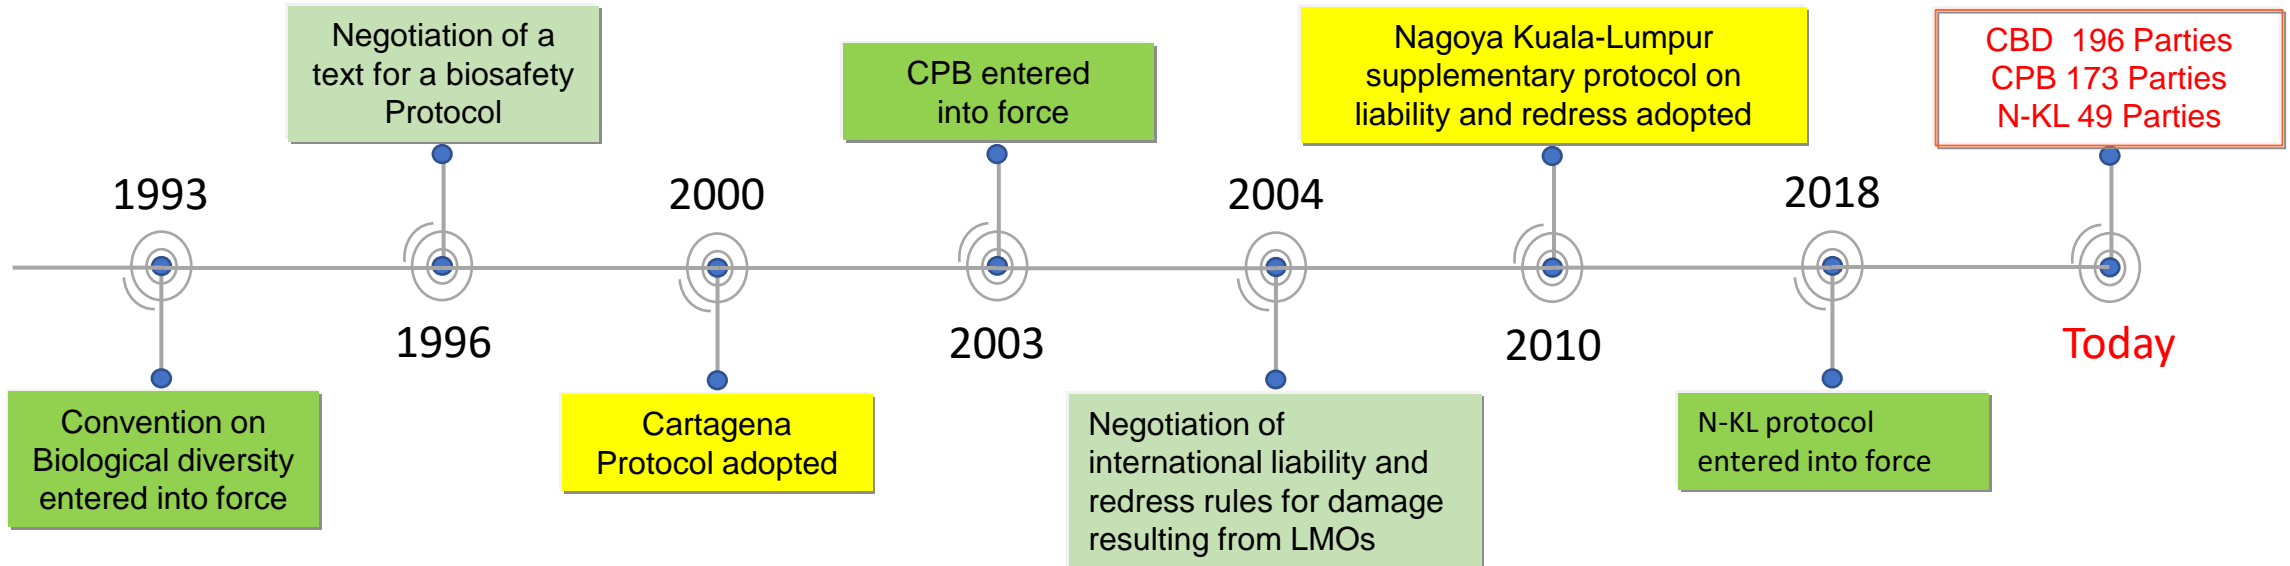 1993
Convention on
Biological diversity
entered into force
Negotiation of a
text for a biosafety
Protocol
1996
2000
Cartagena
Protocol adopted
CPB entered
into force
2003
2004
Negotiation of
international liability and
redress rules for damage
resulting from LMOs
Nagoya Kuala-Lumpur
supplementary protocol on
liability and redress adopted
2010
2018
N-KL protocol
entered into force
CBD 196 Parties
CPB 173 Parties
N-KL 49 Parties
Today